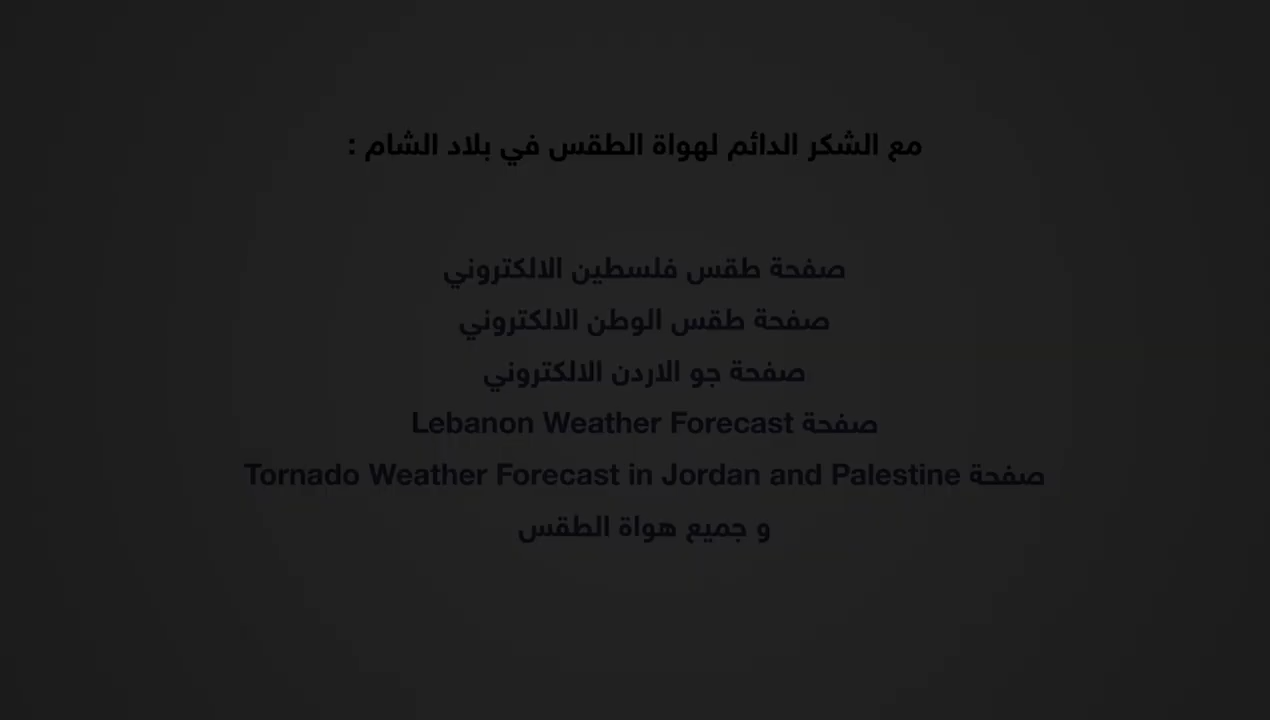 مع الشكر الدائم لهواة الطقس في بلاد الشام :
صفحة طقس فلسطين الالكتروني
صفحة طقس الوطن الالكتروني
صفحة جو الاردن الالكتروني
صفحة Lebanon Weather Forecast
صفحة Tornado Weather Forecast in Jordan and Palestine
و جميع هواة الطقس